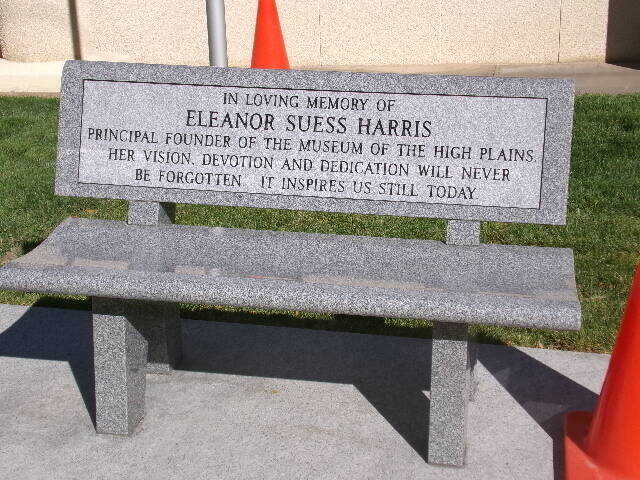 IN LOVING MEMORY OF
ELEANOR SUESS HARRIS
PRINCIPAL FOUNDER OF THE MUSEUM OF THE HIGH PLAINS.
HER VISION, DEVOTION AND DEDICATION WILL NEVER
BE FORGOTTEN. IT INSPIRES US STILL TODAY.